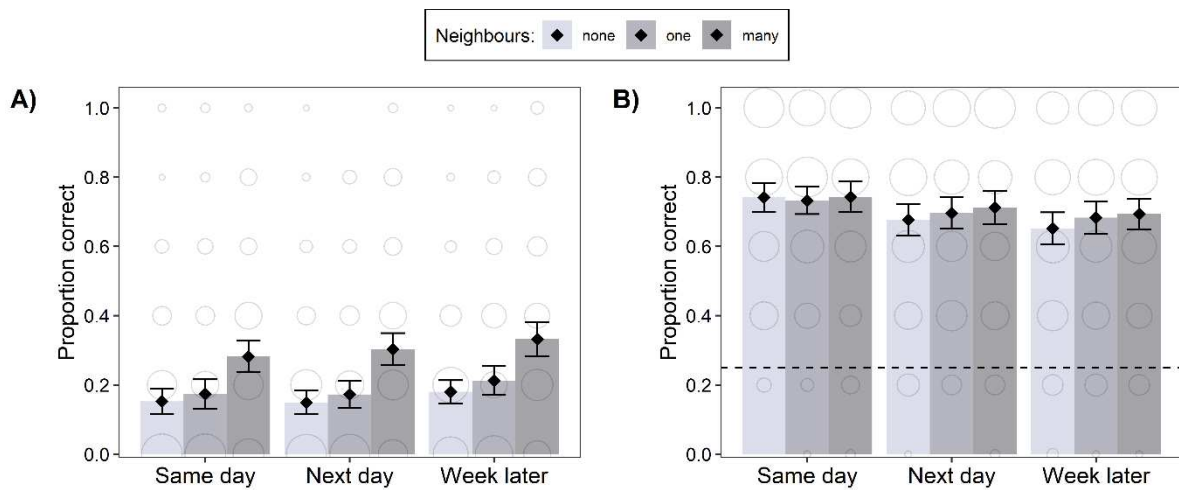 Neighbours: none one many
A)
Proportion correct
1.0
0.8
0.6
0.4
0.2
0.0
Same day Next day Week later
B)
Proportion correct
1.0
0.8
0.6
0.4
0.2
0.0
Same day Next day Week later